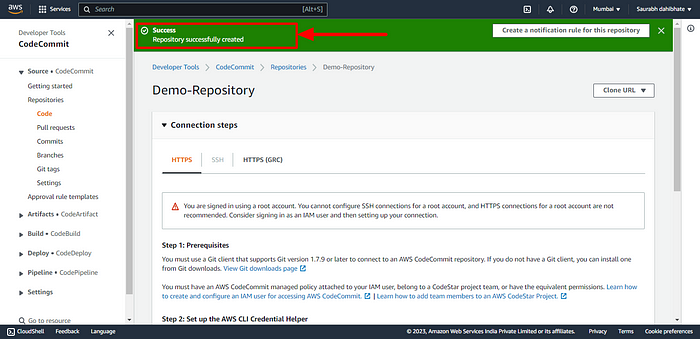 aws
Services
Search
[Alt+S]
Mumbai
Saurabh dahibhate
Developer Tools
CodeCommit
Source • CodeCommit
Getting started
Repositories
Code
Pull requests
Commits
Branches
Git tags
Settings
Approval rule templates
Artifacts • CodeArtifact
Build • CodeBuild
Deploy • CodeDeploy
Pipeline • CodePipeline
Settings
Go to resource
Success
Repository successfully created
Create a notification rule for this repository
Developer Tools
CodeCommit
Repositories
Demo-Repository
Demo-Repository
Clone URL
Connection steps
HTTPS
SSH
HTTPS (GRC)
You are signed in using a root account. You cannot configure SSH connections for a root account, and HTTPS connections for a root account are not
recommended. Consider signing in as an IAM user and then setting up your connection.
Step 1: Prerequisites
You must use a Git client that supports Git version 1.7.9 or later to connect to an AWS CodeCommit repository. If you do not have a Git client, you can install one
from Git downloads. View Git downloads page
You must have an AWS CodeCommit managed policy attached to your IAM user, belong to a CodeStar project team, or have the equivalent permissions. Learn how
to create and configure an IAM user for accessing AWS CodeCommit. | Learn how to add team members to an AWS CodeStar Project.
Step 2: Set up the AWS CLI Credential Helper
CloudShell
Feedback
Language
© 2023, Amazon Web Services India Private Limited or its affiliates.
Privacy
Terms
Cookie preferences